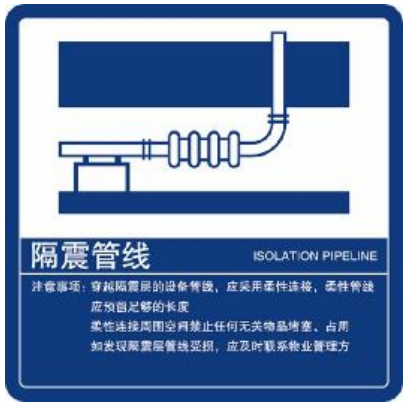 隔震管线
ISOLATION PIPELINE
注意事项：穿越隔震层的设备管线，应采用柔性连接，柔性管线
应预留足够的长度
柔性连接周围空间禁止任何无关物品堵塞、占用
如发现隔震层管线受损，应及时联系物业管理方